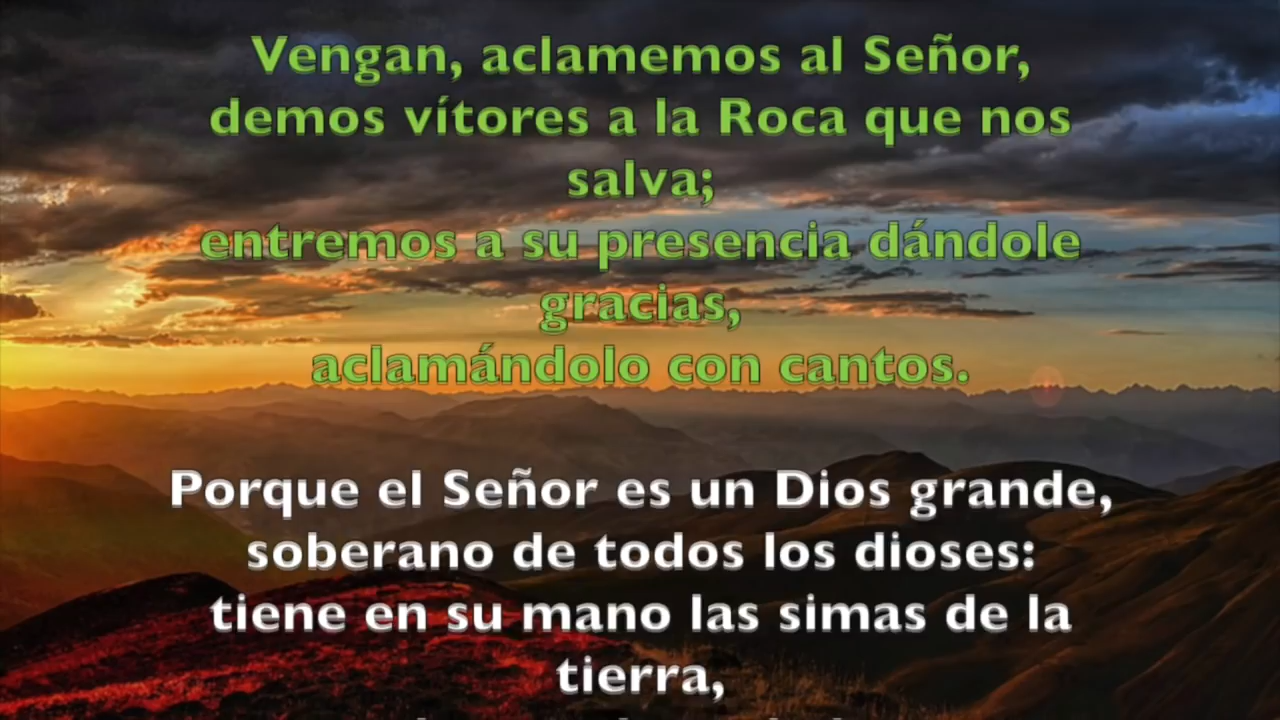 Vengan, aclamemos al Señor,
demos vítores a la Roca que nos
salva;
entremos a su presencia dándole
gracias,
aclamándolo con cantos.
Porque el Señor es un Dios grande,
soberano de todos los dioses:
tiene en su mano las simas de la
tierra,